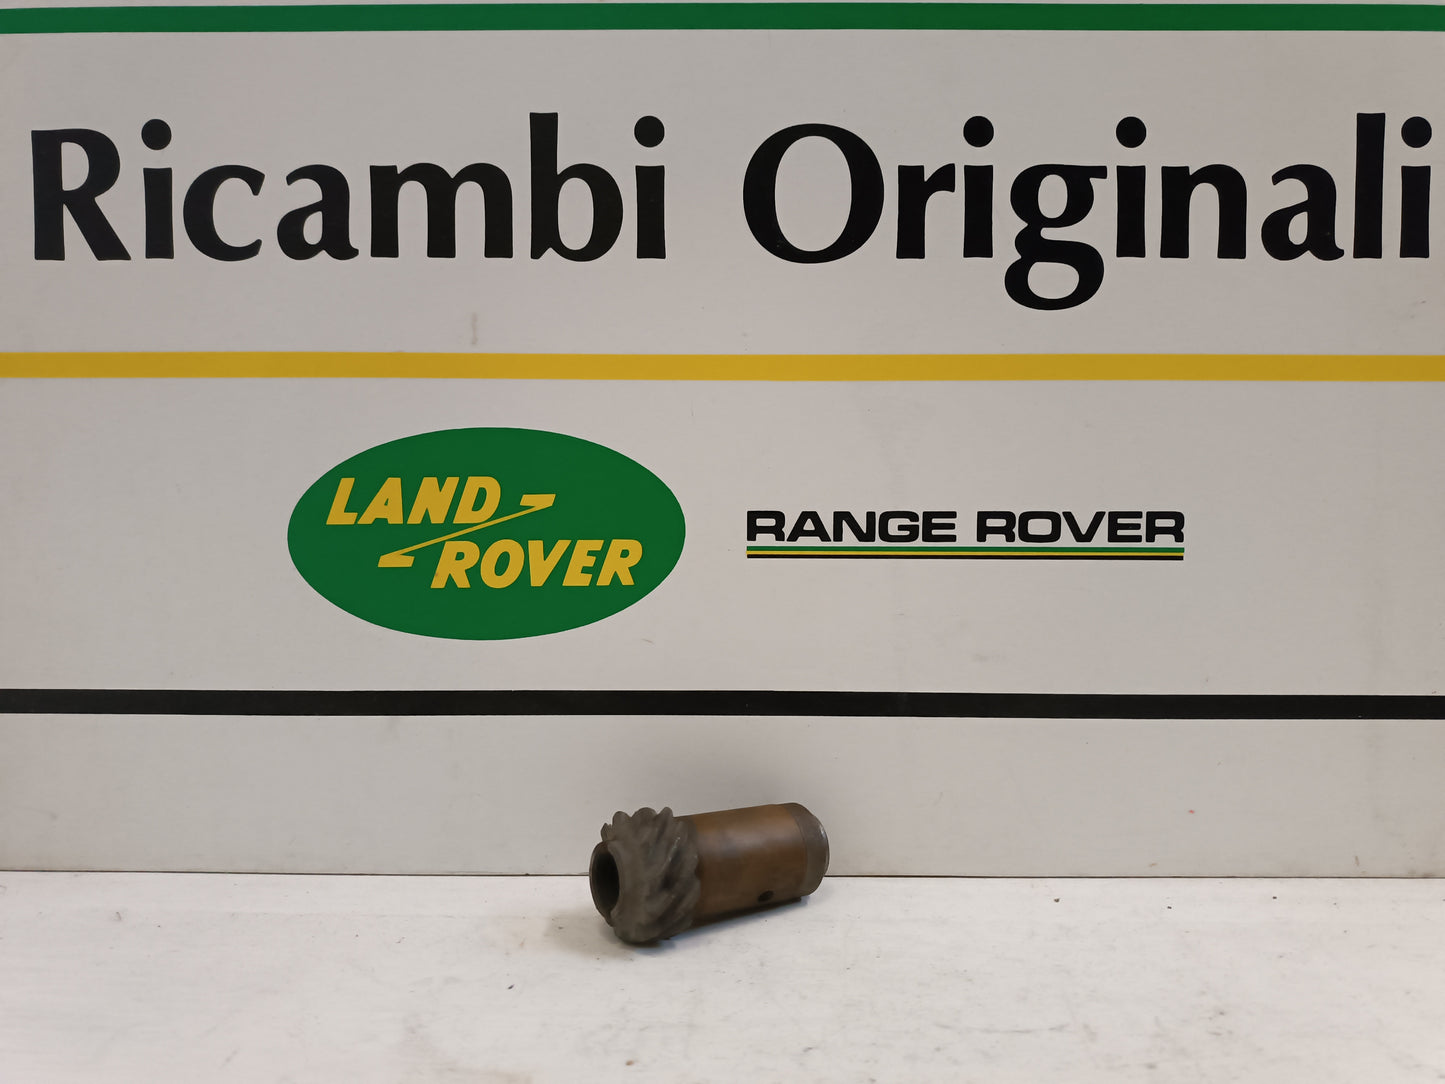 Ricambi Originali
LAND
ROVER
RANGE ROVER